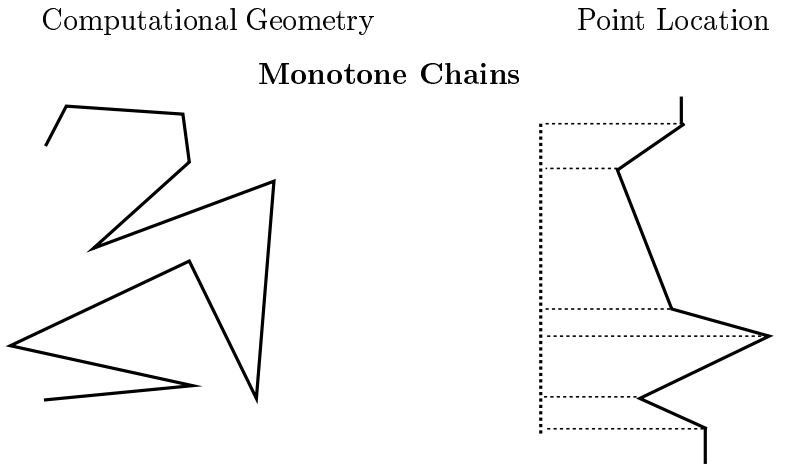 Computational Geometry Point Location
Monotone Chains